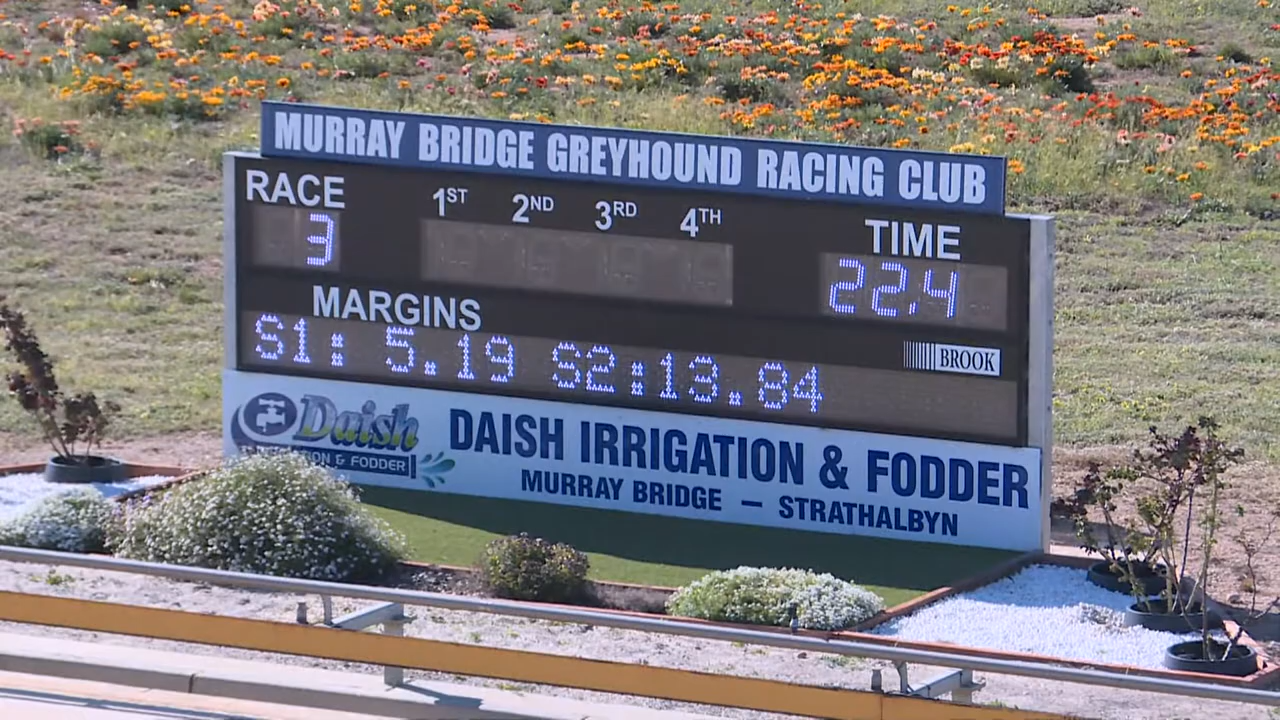 MURRAY BRIDGE GREYHOUND RACING CLUB
RACE 1ST 2ND 3RD 4TH TIME
3 22.4
MARGINS
S1: 5.19 S2:13.84
BROOK
Daish
& FODDER
DAISH IRRIGATION & FODDER
MURRAY BRIDGE — STRATHALBYN